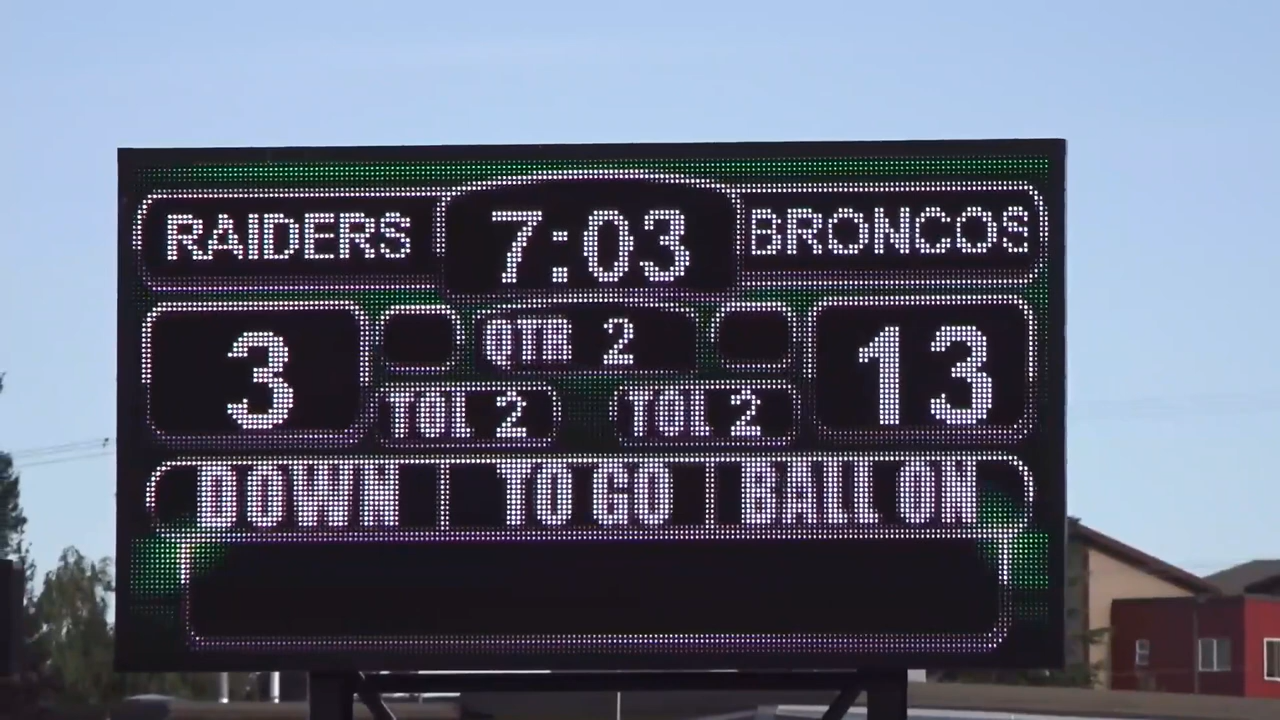 RAIDERS 7:03 BRONCOS
3 QTR 2 13
TOL 2 TOL 2
DOWN TO GO BALL ON